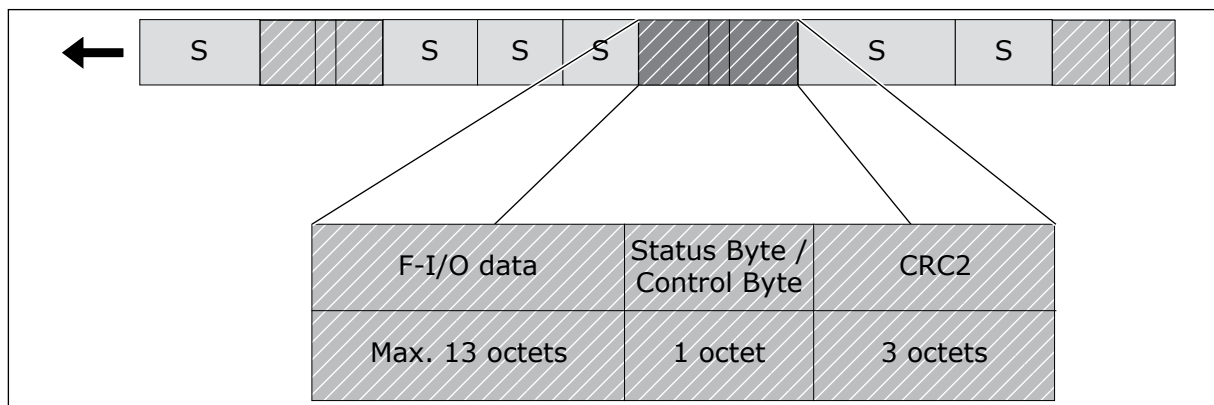 S S S S S S
F-I/O data
Status Byte /
Control Byte
CRC2
Max. 13 octets
1 octet
3 octets